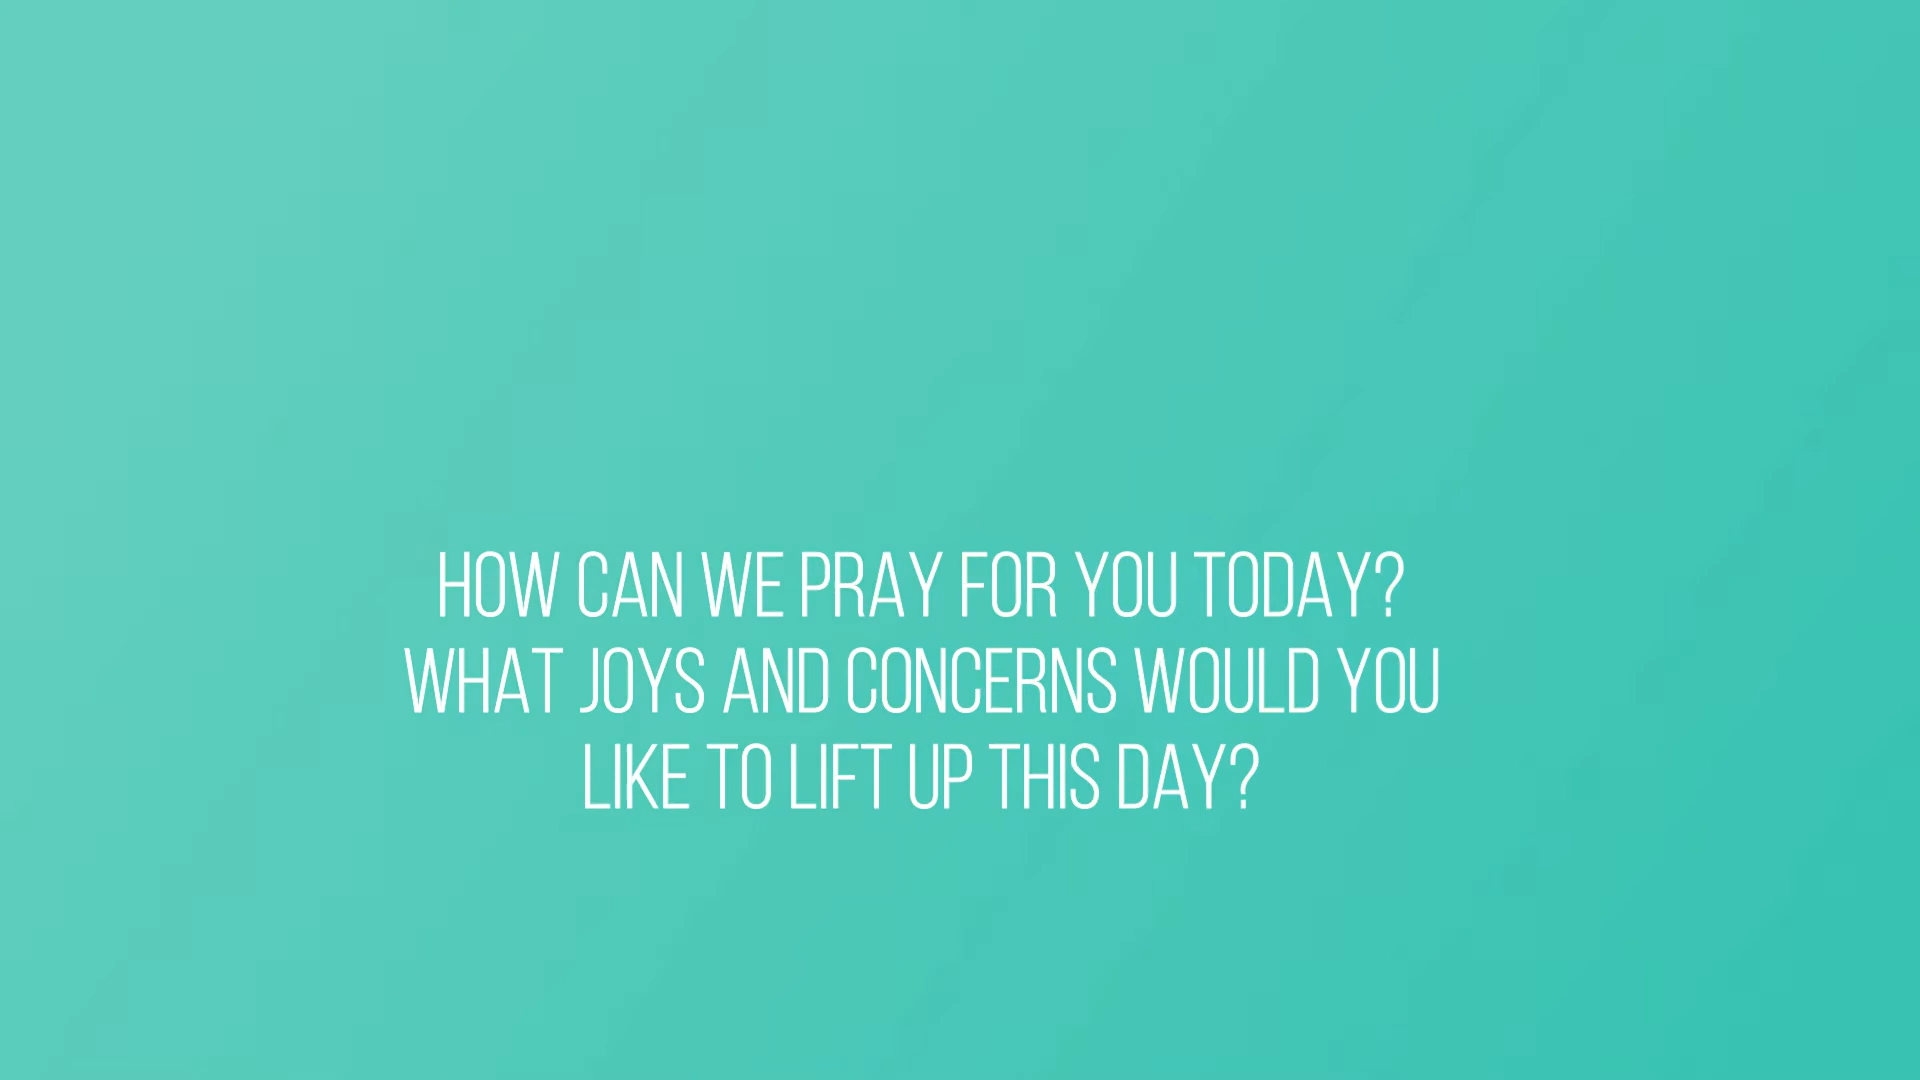 HOW CAN WE PRAY FOR YOU TODAY?
WHAT JOYS AND CONCERNS WOULD YOU
LIKE TO LIFT UP THIS DAY?